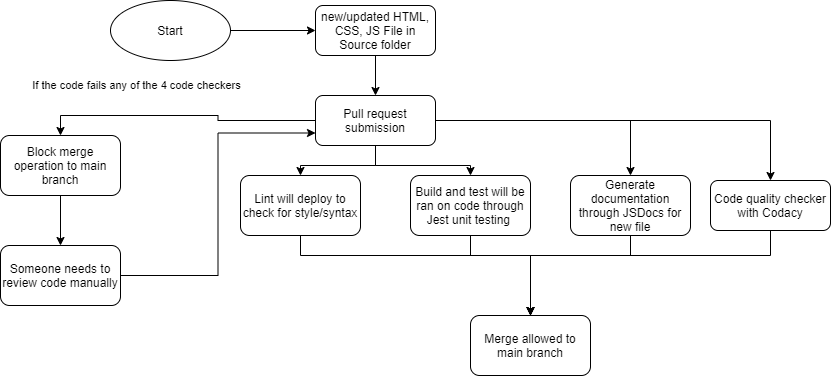 Start
new/updated HTML,
CSS, JS File in
Source folder
If the code fails any of the 4 code checkers
Pull request
submission
Block merge
operation to main
branch
Lint will deploy to
check for style/syntax
Build and test will be
ran on code through
Jest unit testing
Generate
documentation
through JSDocs for
new file
Code quality checker
with Codacy
Someone needs to
review code manually
Merge allowed to
main branch